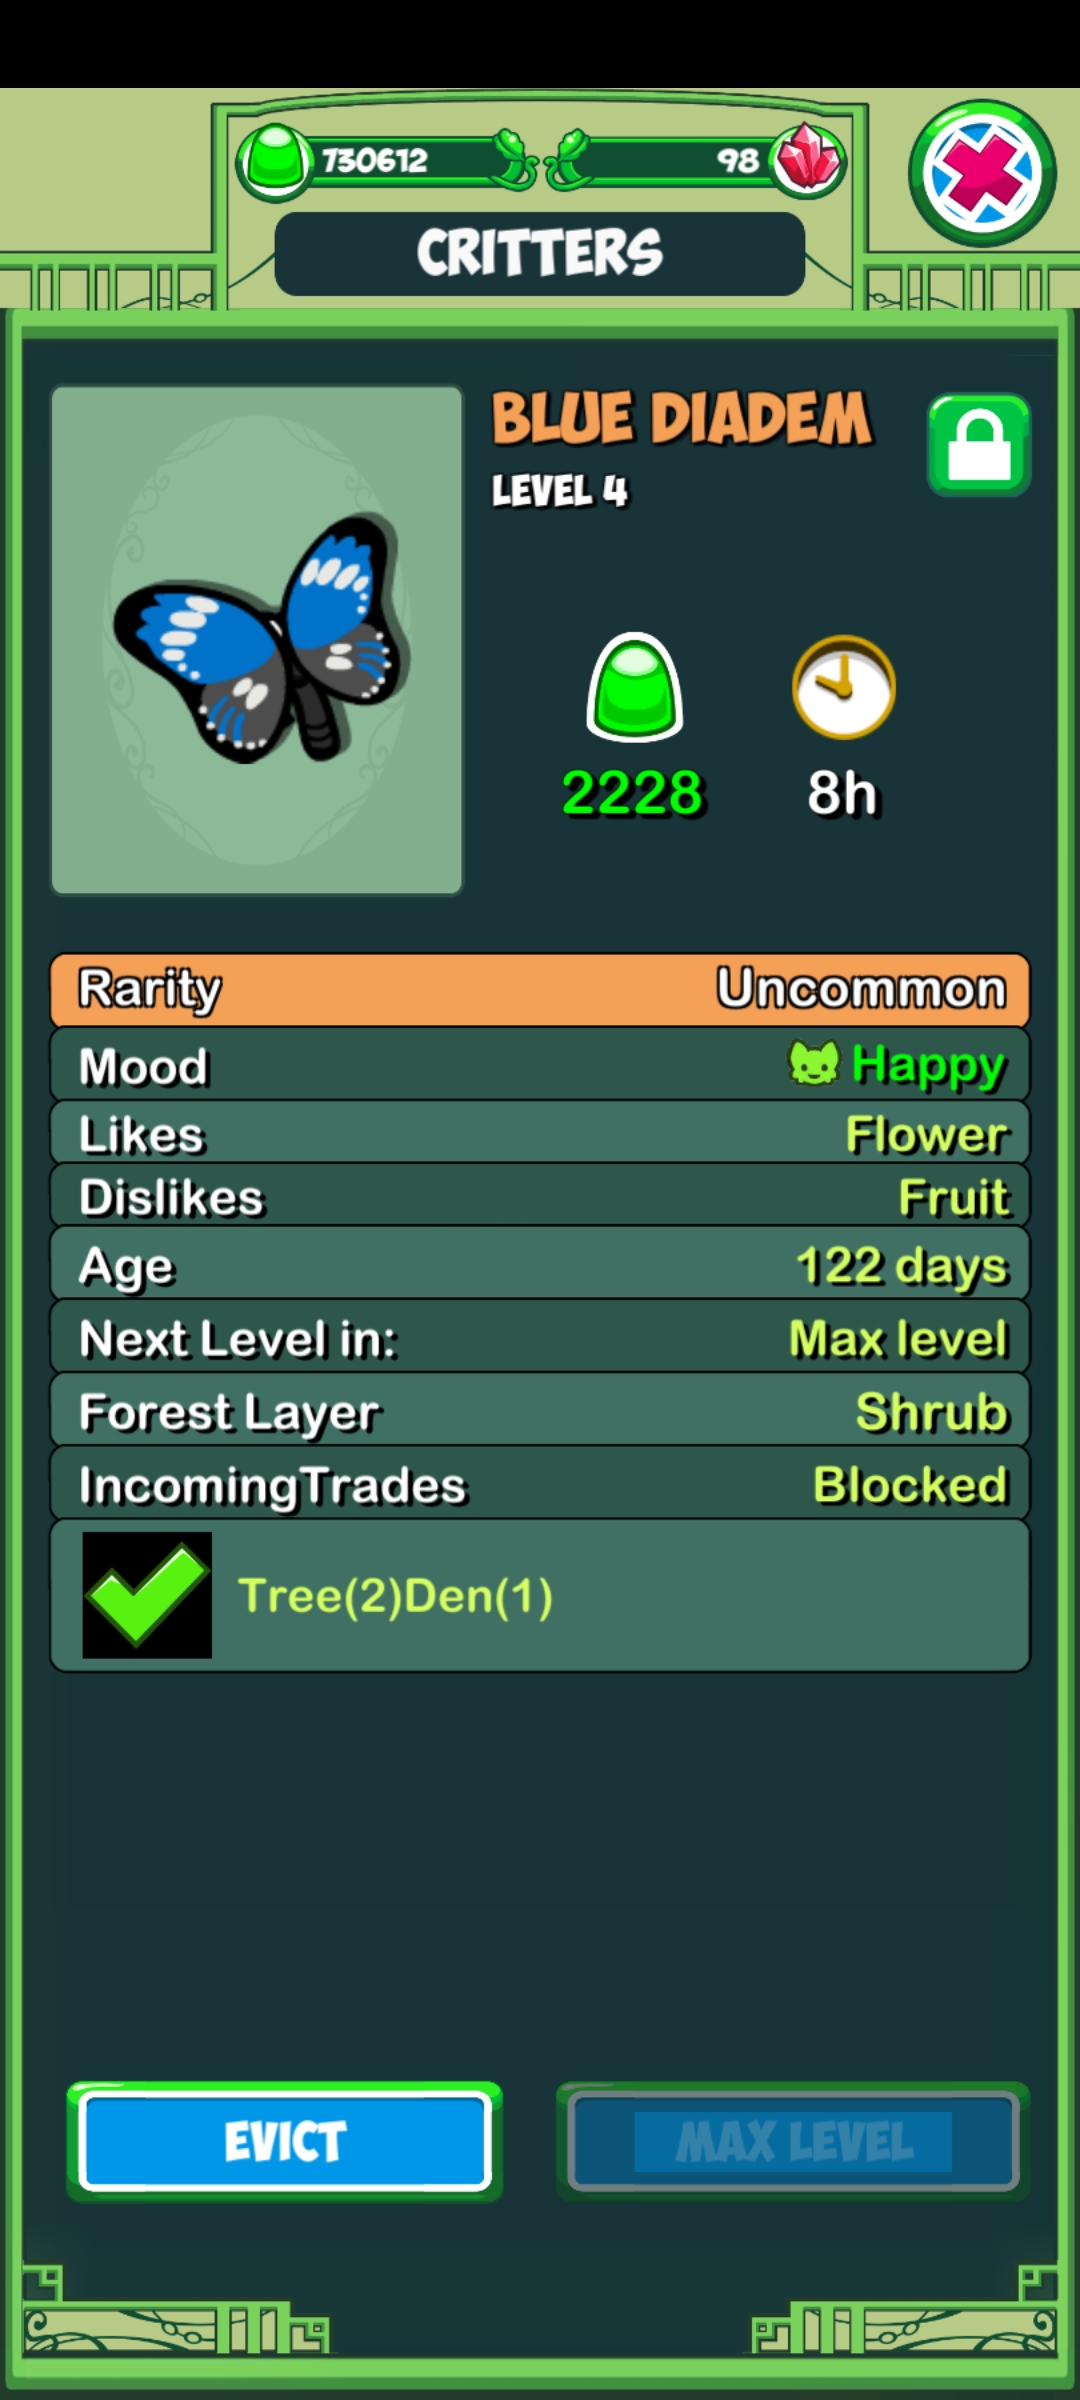 730612
98
CRITTERS
BLUE DIADEM
LEVEL 4
2228
8h
Rarity Uncommon
Mood Happy
Likes Flower
Dislikes Fruit
Age 122 days
Next Level in: Max level
Forest Layer Shrub
IncomingTrades Blocked
Tree(2)Den(1)
EVICT
MAX LEVEL